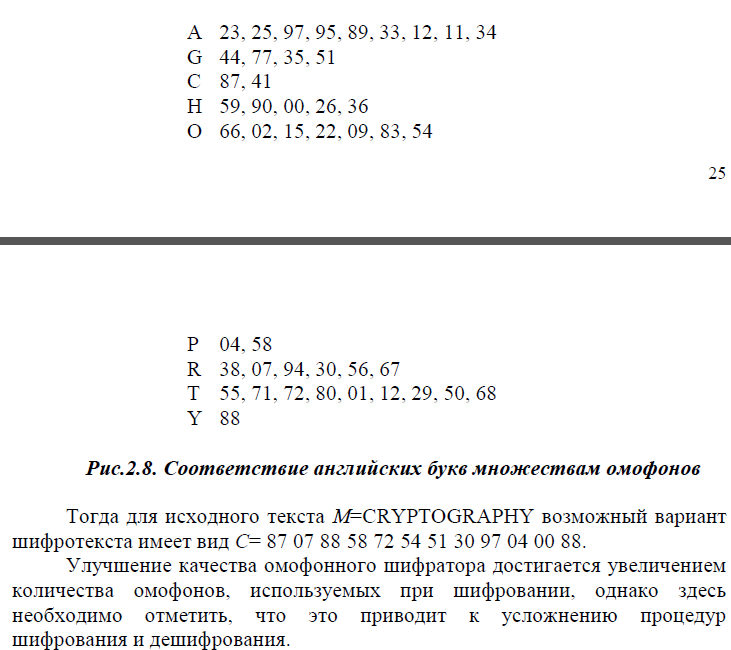 A 23, 25, 97, 95, 89, 33, 12, 11, 34
G 44, 77, 35, 51
C 87, 41
H 59, 90, 00, 26, 36
O 66, 02, 15, 22, 09, 83, 54
25
P 04, 58
R 38, 07, 94, 30, 56, 67
T 55, 71, 72, 80, 01, 12, 29, 50, 68
Y 88
Рис.2.8. Соответствие английских букв множествам омофонов
Тогда для исходного текста M=CRYPTOGRAPHY возможный вариант
шифротекста имеет вид C= 87 07 88 58 72 54 51 30 97 04 00 88.
Улучшение качества омофонного шифратора достигается увеличением
количества омофонов, используемых при шифровании, однако здесь
необходимо отметить, что это приводит к усложнению процедур
шифрования и дешифрования.